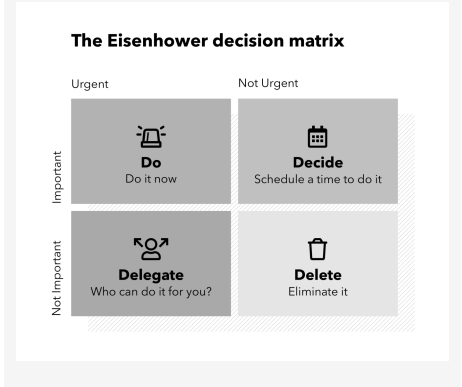 The Eisenhower decision matrix
Urgent
Not Urgent
Important
Do
Do it now
Decide
Schedule a time to do it
Not Important
Delegate
Who can do it for you?
Delete
Eliminate it